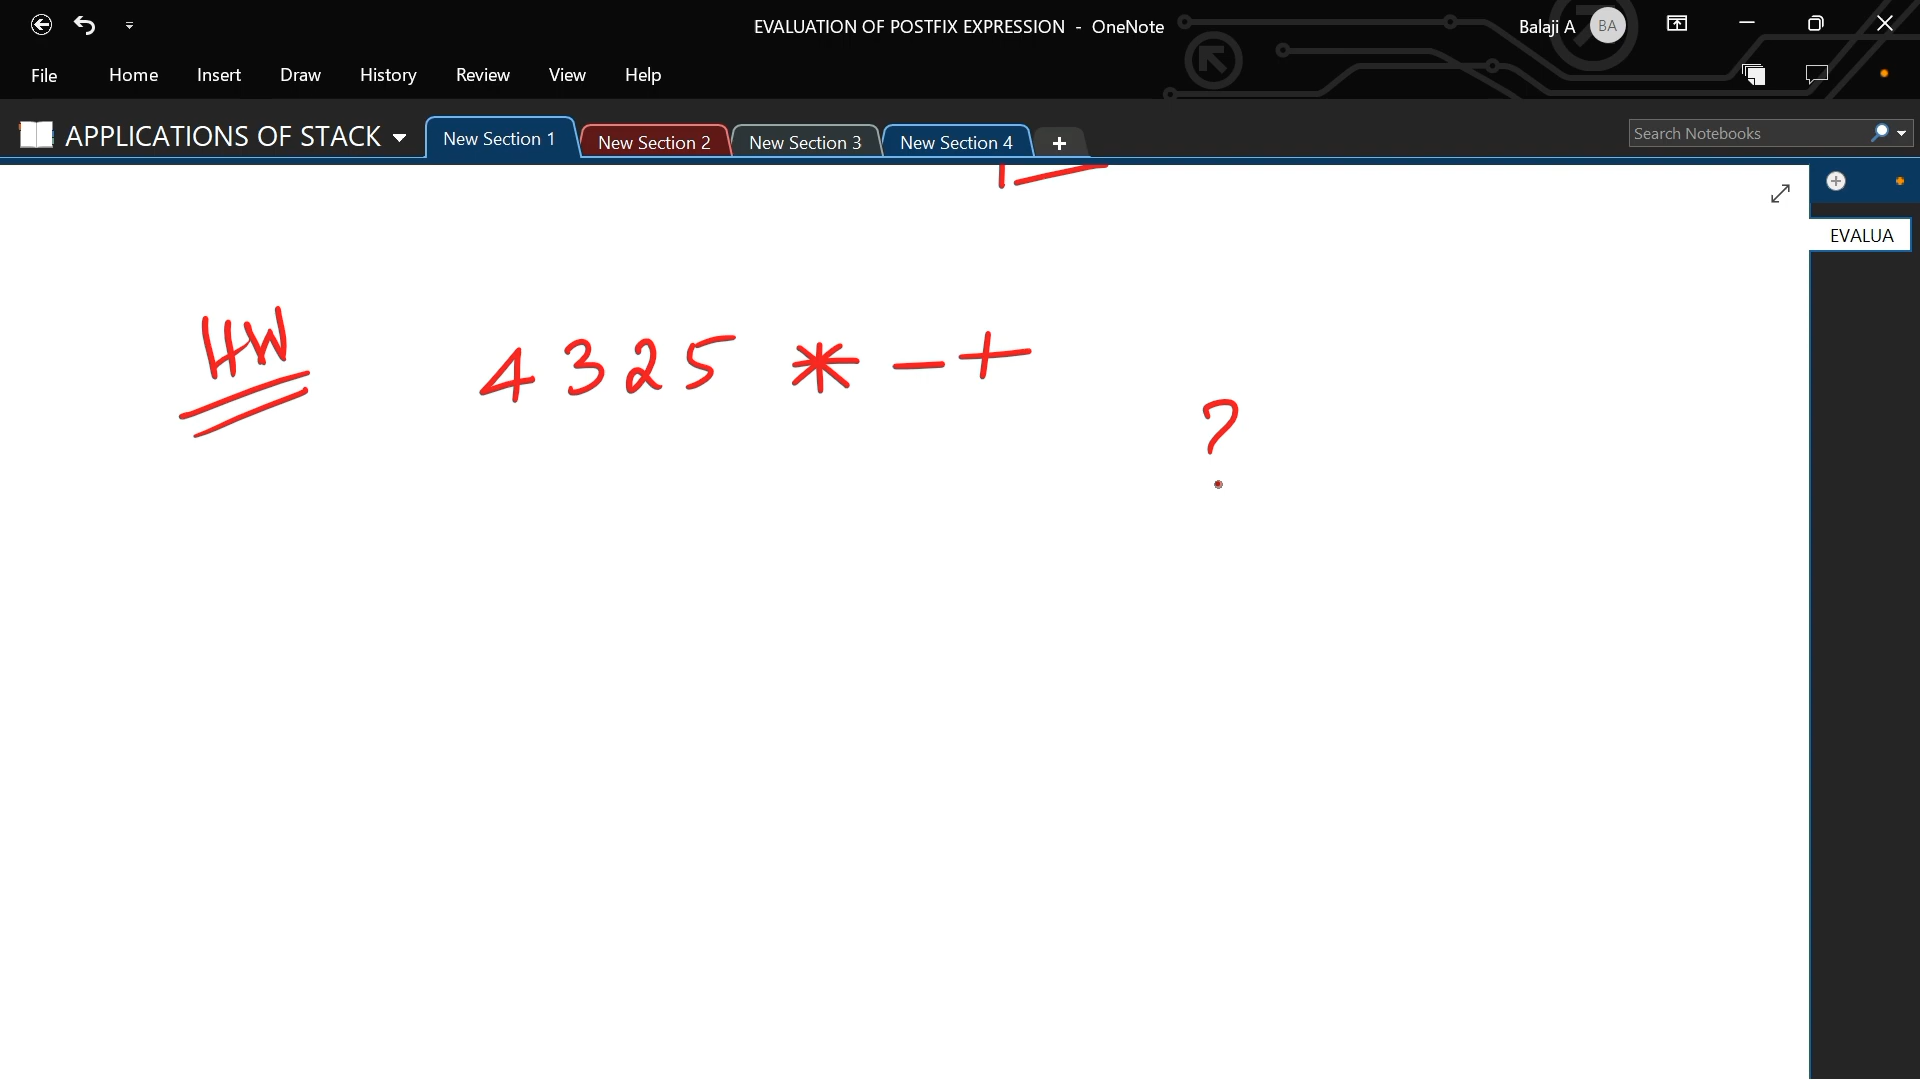 EVALUATION OF POSTFIX EXPRESSION - OneNote
Balaji A BA
File Home Insert Draw History Review View Help
APPLICATIONS OF STACK New Section 1 New Section 2 New Section 3 New Section 4 + Search Notebooks
EVALUA
HW 4 3 2 5 * - +
?